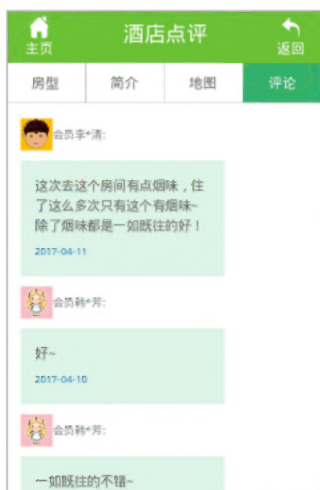 主页
酒店点评
返回
房型
简介
地图
评论
会员李*清:
这次去这个房间有点烟味，住
了这么多次只有这个有烟味~
除了烟味都是一如既往的好！
2017-04-11
会员韩*芳:
好~
2017-04-10
会员韩*芳:
一如既往的不错~